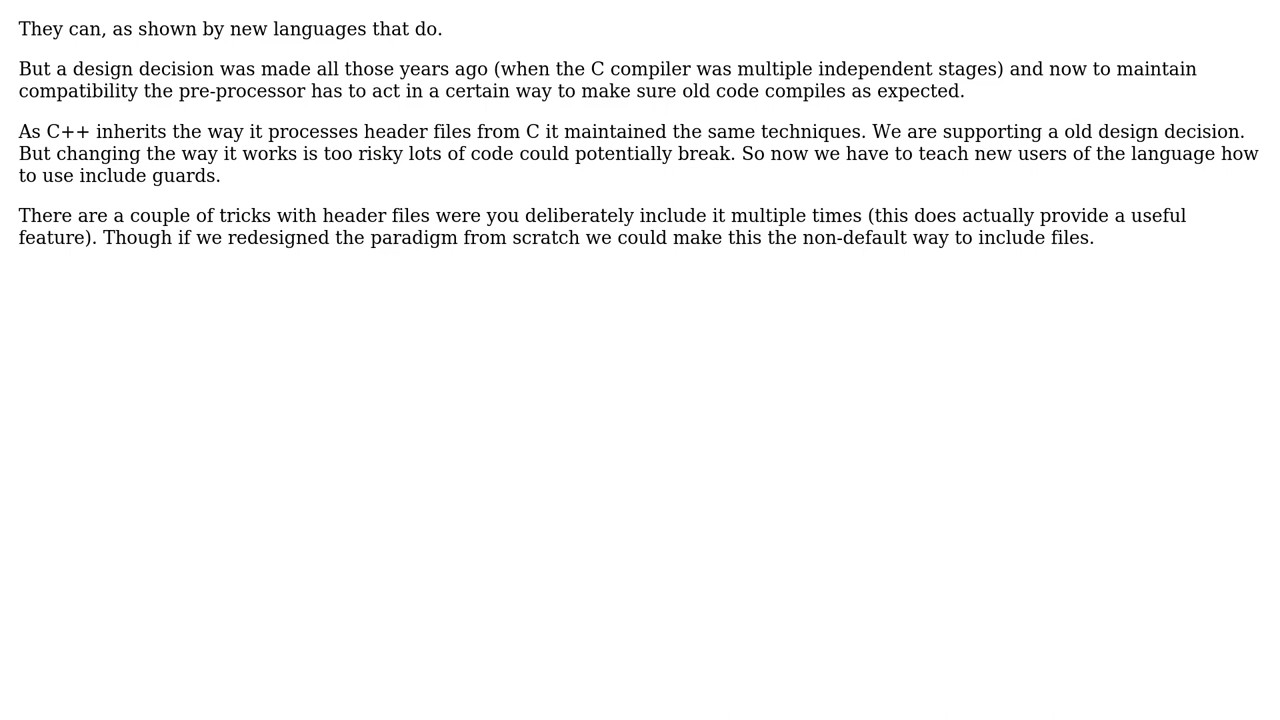 They can, as shown by new languages that do.
But a design decision was made all those years ago (when the C compiler was multiple independent stages) and now to maintain
compatibility the pre-processor has to act in a certain way to make sure old code compiles as expected.
As C++ inherits the way it processes header files from C it maintained the same techniques. We are supporting a old design decision.
But changing the way it works is too risky lots of code could potentially break. So now we have to teach new users of the language how
to use include guards.
There are a couple of tricks with header files were you deliberately include it multiple times (this does actually provide a useful
feature). Though if we redesigned the paradigm from scratch we could make this the non-default way to include files.